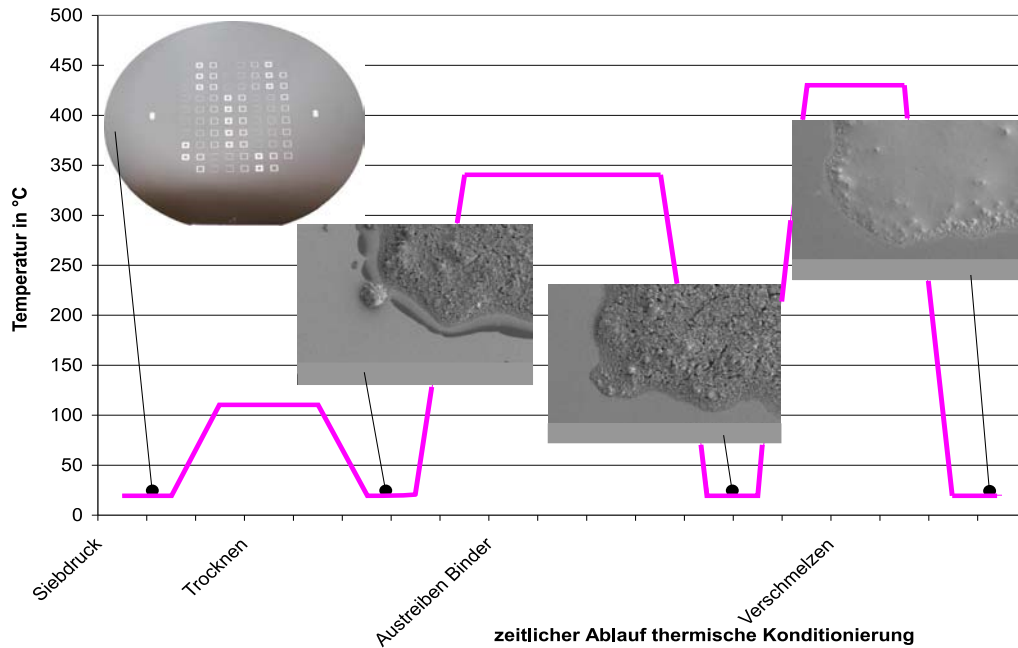 500
450
400
350
300
250
200
150
100
50
0
Temperatur in °C
Siebdruck
Trocknen
Austreiben Binder
Verschmelzen
zeitlicher Ablauf thermische Konditionierung